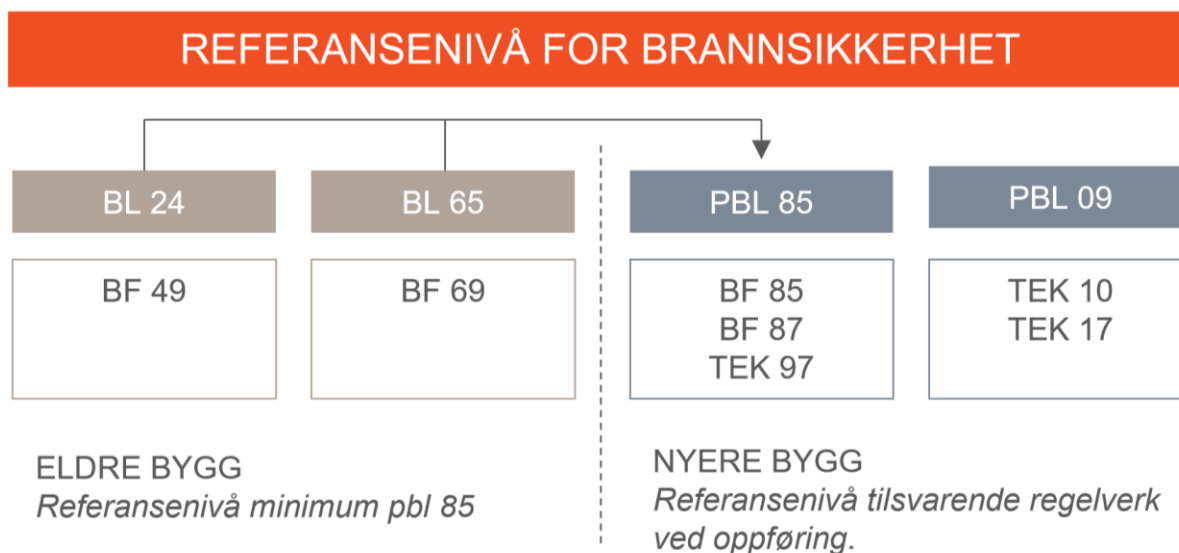 REFERANSENIVÅ FOR BRANNSIKKERHET
BL 24
BL 65
PBL 85
PBL 09
BF 49
BF 69
BF 85
BF 87
TEK 97
TEK 10
TEK 17
ELDRE BYGG
Referansenivå minimum pbl 85
NYERE BYGG
Referansenivå tilsvarende regelverk
ved oppføring.